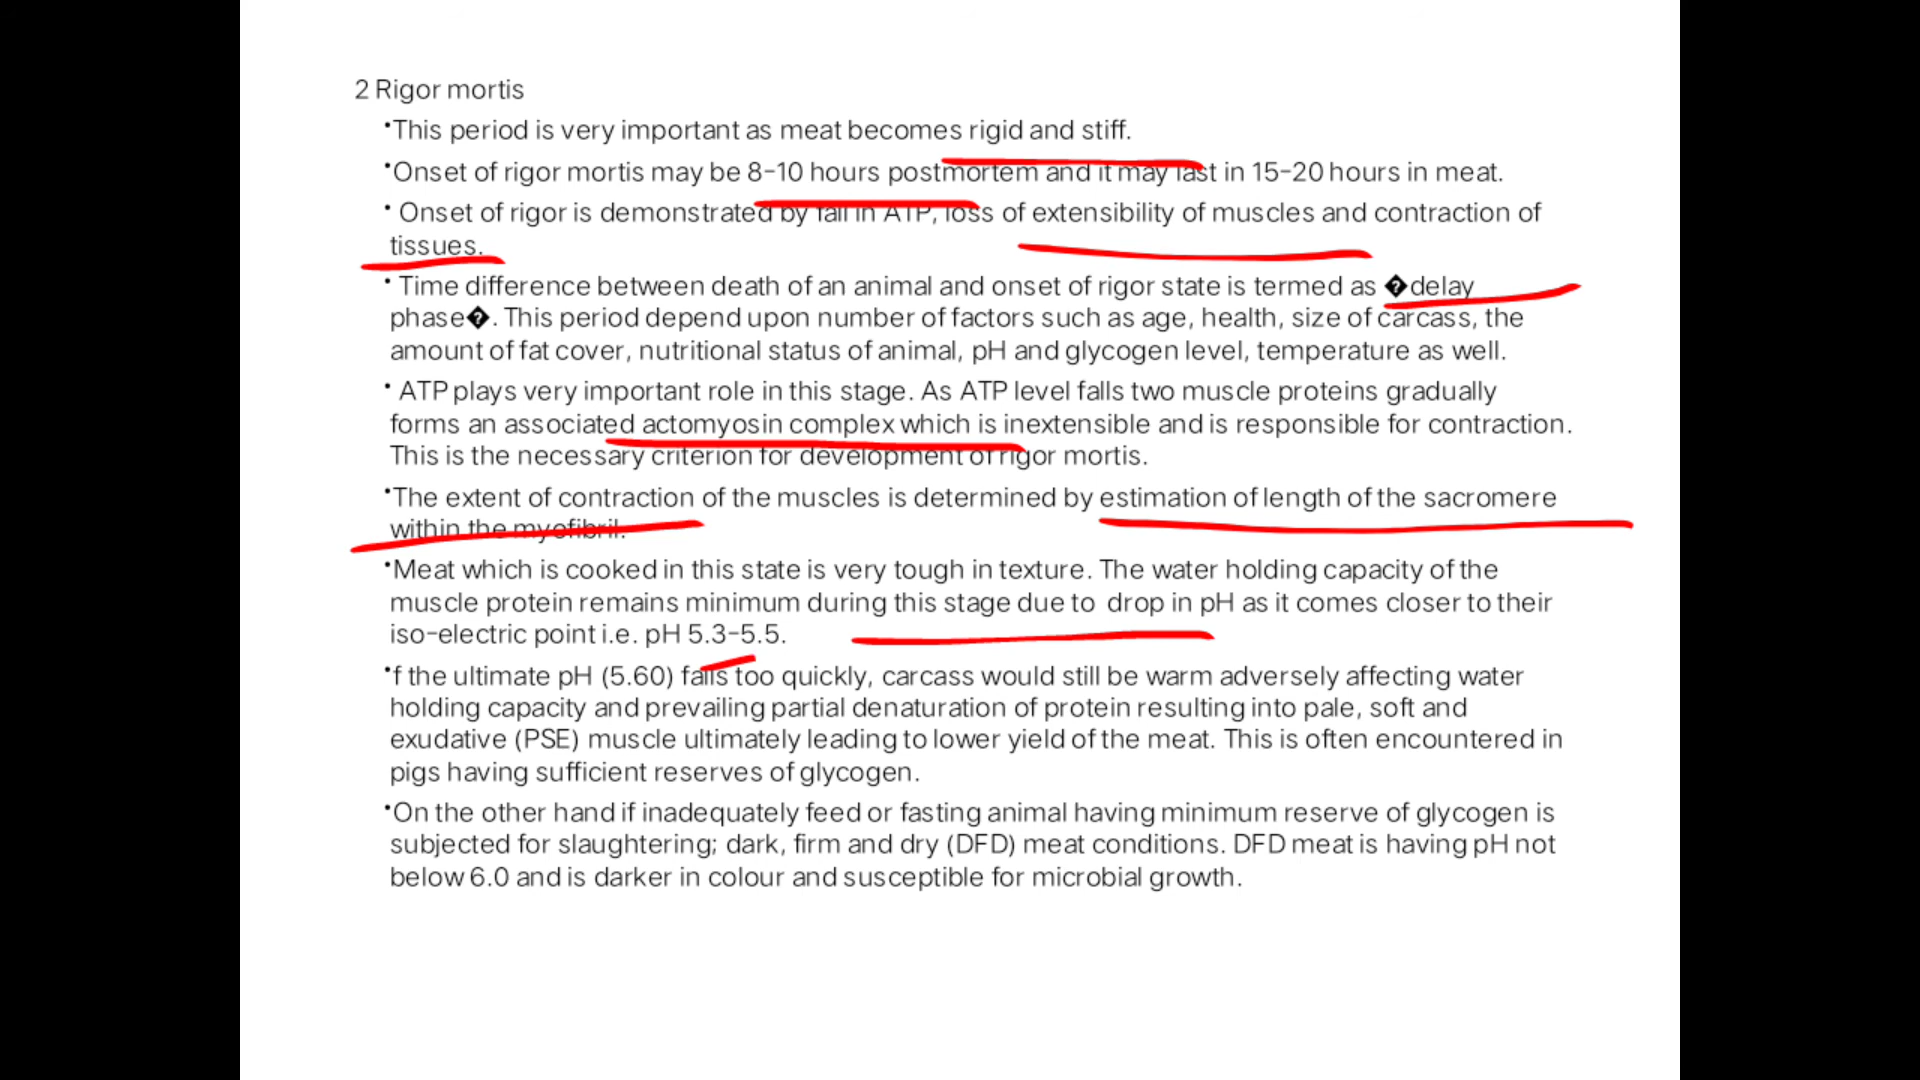 2 Rigor mortis
•This period is very important as meat becomes rigid and stiff.
•Onset of rigor mortis may be 8-10 hours postmortem and it may last in 15-20 hours in meat.
• Onset of rigor is demonstrated by fall in ATP, loss of extensibility of muscles and contraction of
tissues.
• Time difference between death of an animal and onset of rigor state is termed as �delay
phase�. This period depend upon number of factors such as age, health, size of carcass, the
amount of fat cover, nutritional status of animal, pH and glycogen level, temperature as well.
• ATP plays very important role in this stage. As ATP level falls two muscle proteins gradually
forms an associated actomyosin complex which is inextensible and is responsible for contraction.
This is the necessary criterion for development of rigor mortis.
•The extent of contraction of the muscles is determined by estimation of length of the sacromere
within the myofibril.
•Meat which is cooked in this state is very tough in texture. The water holding capacity of the
muscle protein remains minimum during this stage due to drop in pH as it comes closer to their
iso-electric point i.e. pH 5.3-5.5.
•f the ultimate pH (5.60) falls too quickly, carcass would still be warm adversely affecting water
holding capacity and prevailing partial denaturation of protein resulting into pale, soft and
exudative (PSE) muscle ultimately leading to lower yield of the meat. This is often encountered in
pigs having sufficient reserves of glycogen.
•On the other hand if inadequately feed or fasting animal having minimum reserve of glycogen is
subjected for slaughtering; dark, firm and dry (DFD) meat conditions. DFD meat is having pH not
below 6.0 and is darker in colour and susceptible for microbial growth.